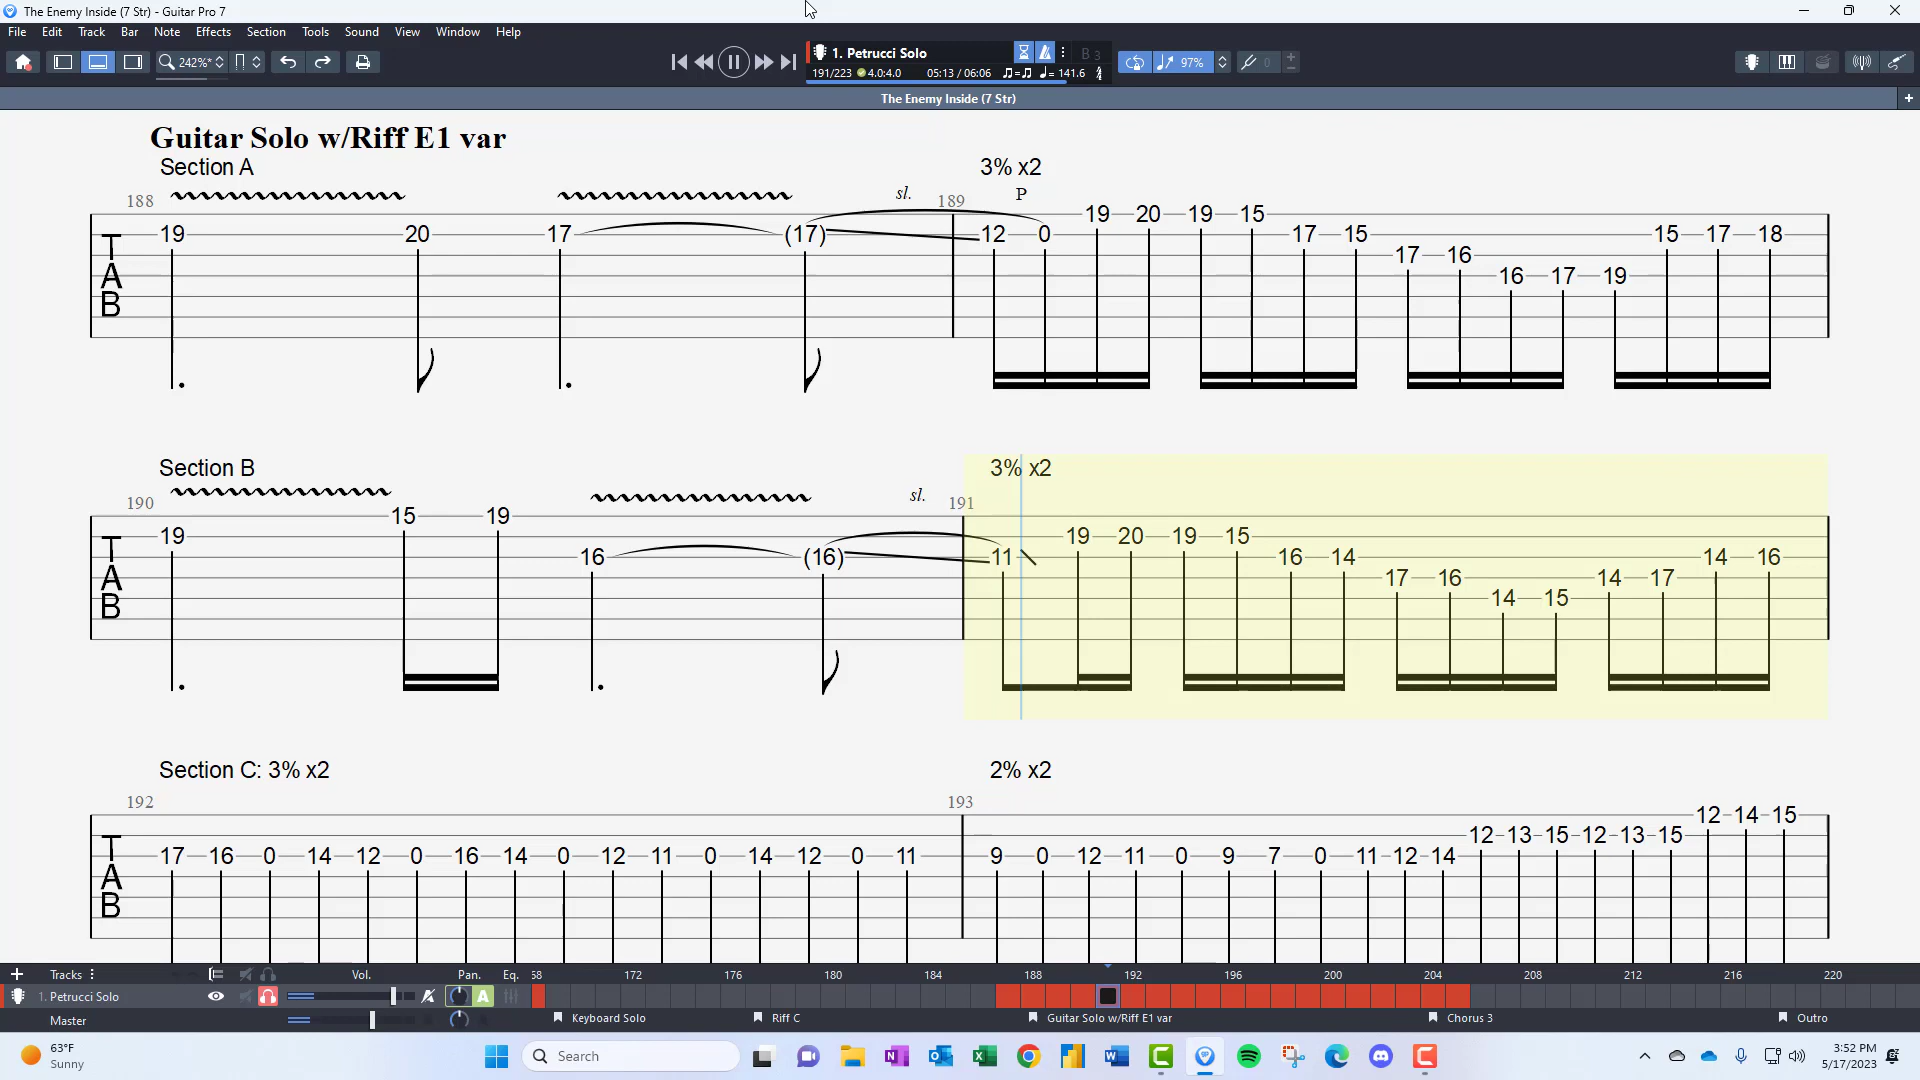 The Enemy Inside (7 Str) - Guitar Pro 7
File Edit Track Bar Note Effects Section Tools Sound View Window Help
242%* 1. Petrucci Solo B 3 97% 0
191/223 4.0:4.0 05:13 / 06:06 ♫=♫ ♩= 141.6
The Enemy Inside (7 Str)
Guitar Solo w/Riff E1 var
Section A 3% x2
188 sl. 189 P
19 20 19 15
19 20 17 (17) 12 0 17 15 15 17 18
17 16
16 17 19
T
A
B
Section B 3% x2
190 sl. 191
15 19
19 19 20 19 15
16 (16) 11 16 14 14 16
17 16 14 17
14 15
T
A
B
Section C: 3% x2 2% x2
192 193
12 14 15
12 13 15 12 13 15
17 16 0 14 12 0 16 14 0 12 11 0 14 12 0 11 9 0 12 11 0 9 7 0 11 12 14
T
A
B
Tracks Vol. Pan. Eq. 68 172 176 180 184 188 192 196 200 204 208 212 216 220
1. Petrucci Solo A
Master Keyboard Solo Riff C Guitar Solo w/Riff E1 var Chorus 3 Outro
63°F
Sunny
Search
3:52 PM
5/17/2023